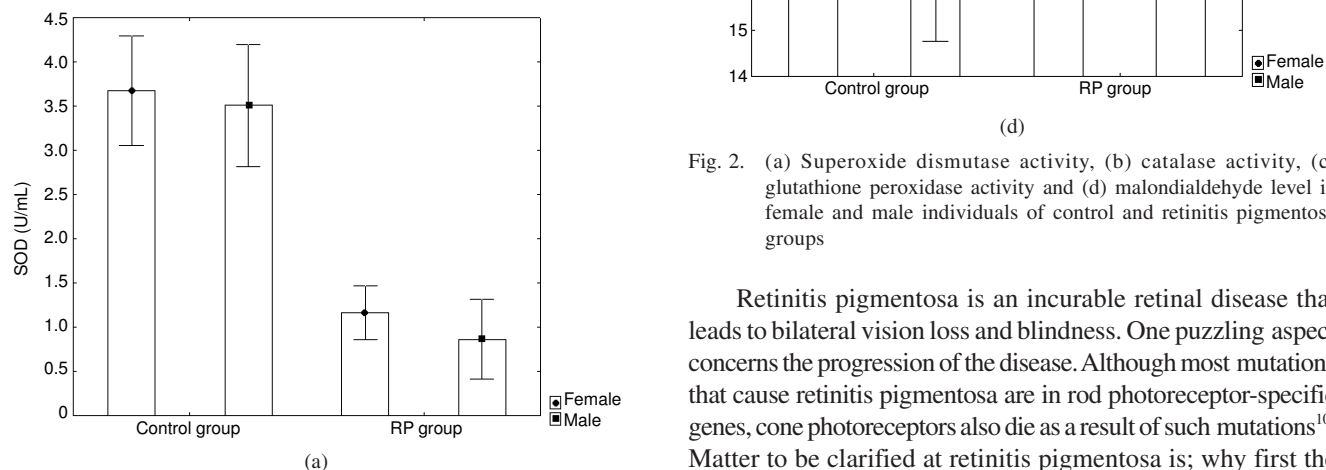 4.5
4.0
3.5
3.0
2.5
2.0
1.5
1.0
0.5
0
SOD (U/mL)
Control group
RP group
Female
Male
(a)
15
14
Control group
RP group
Female
Male
(d)
Fig. 2. (a) Superoxide dismutase activity, (b) catalase activity, (c
glutathione peroxidase activity and (d) malondialdehyde level i
female and male individuals of control and retinitis pigmentos
groups
Retinitis pigmentosa is an incurable retinal disease tha
leads to bilateral vision loss and blindness. One puzzling aspec
concerns the progression of the disease. Although most mutation
that cause retinitis pigmentosa are in rod photoreceptor-specific
genes, cone photoreceptors also die as a result of such mutations10
Matter to be clarified at retinitis pigmentosa is; why first the